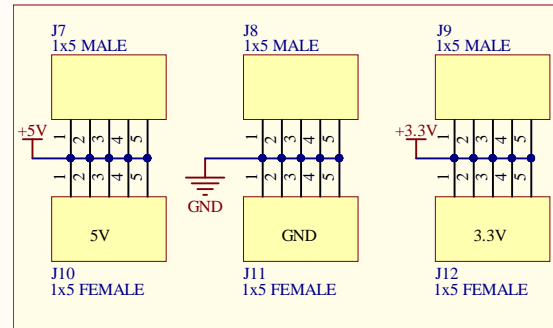 J7
1x5 MALE
+5V
1 2 3 4 5
1 2 3 4 5
5V
J10
1x5 FEMALE
J8
1x5 MALE
1 2 3 4 5
GND
1 2 3 4 5
GND
J11
1x5 FEMALE
J9
1x5 MALE
+3.3V
1 2 3 4 5
1 2 3 4 5
3.3V
J12
1x5 FEMALE